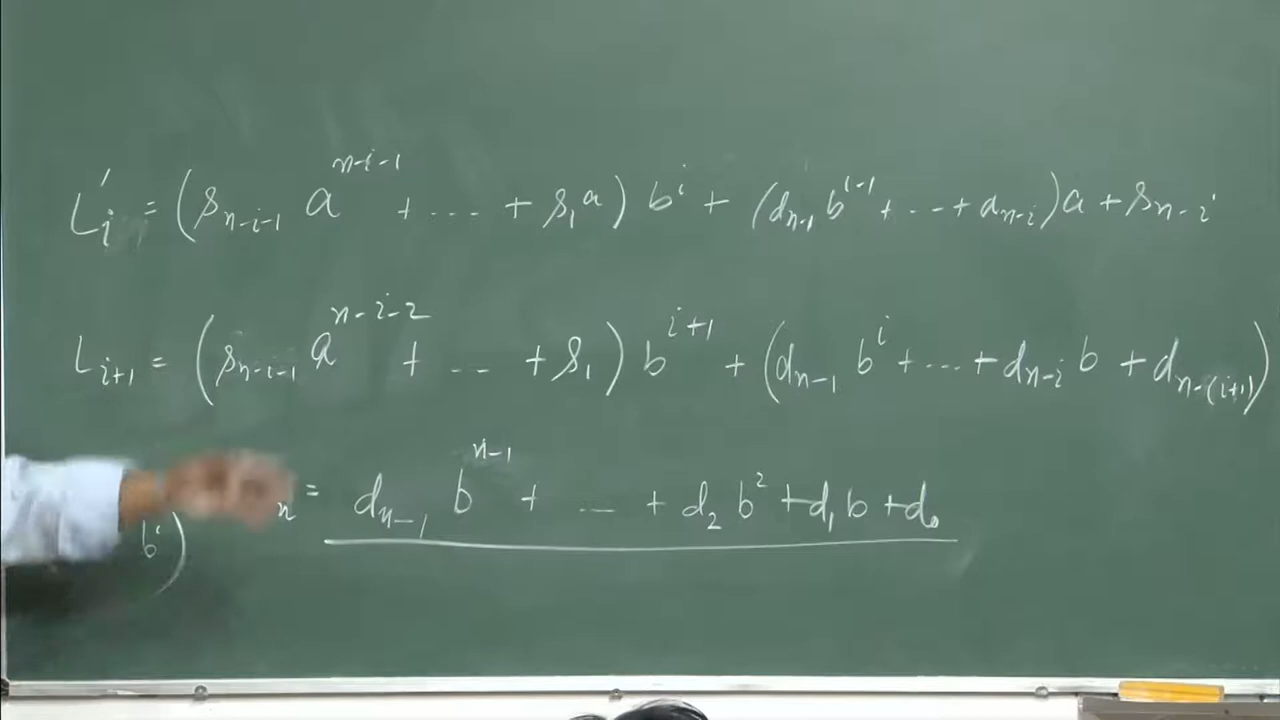 L'_i = (s_{n-i-1} a^{n-i-1} + .... + s_1 a) b^i + (d_{n-1} b^{i-1} + ... + d_{n-i}) a + s_{n-i}
L_{i+1} = (s_{n-i-1} a^{n-i-2} + ... + s_1) b^{i+1} + (d_{n-1} b^i + ... + d_{n-i} b + d_{n-(i+1)})
n = d_{n-1} b^{n-1} + ... + d_2 b^2 + d_1 b + d_0
b^i)